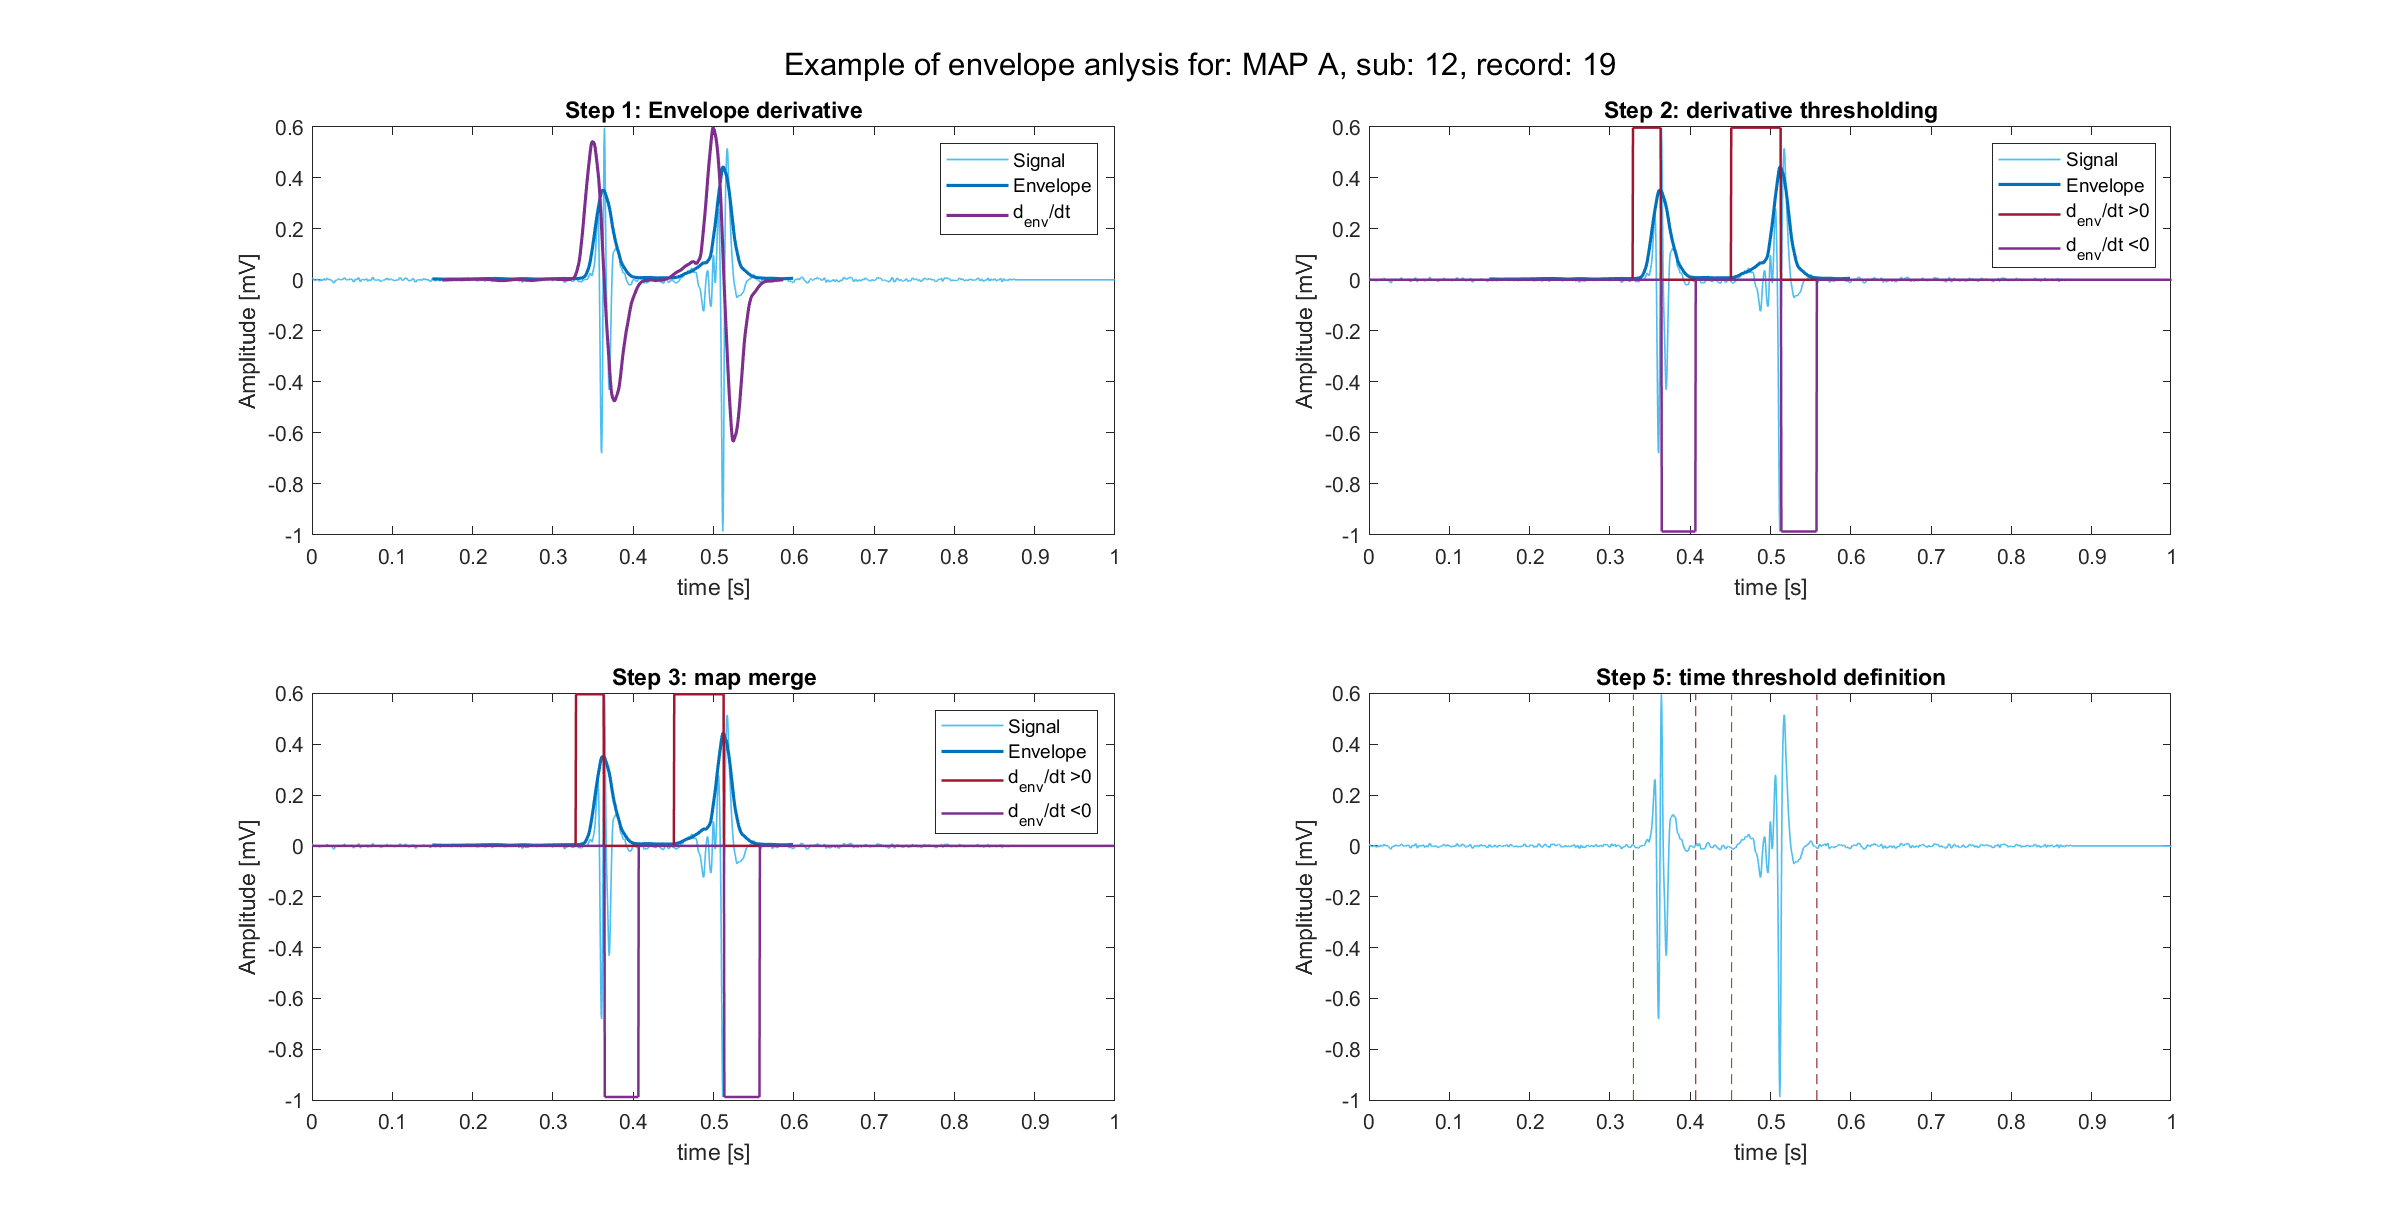 Example of envelope anlysis for: MAP A, sub: 12, record: 19
Step 1: Envelope derivative
Amplitude [mV]
0.6
0.4
0.2
0
-0.2
-0.4
-0.6
-0.8
-1
0 0.1 0.2 0.3 0.4 0.5 0.6 0.7 0.8 0.9 1
time [s]
Signal
Envelope
d_env/dt
Step 2: derivative thresholding
Amplitude [mV]
0.6
0.4
0.2
0
-0.2
-0.4
-0.6
-0.8
-1
0 0.1 0.2 0.3 0.4 0.5 0.6 0.7 0.8 0.9 1
time [s]
Signal
Envelope
d_env/dt >0
d_env/dt <0
Step 3: map merge
Amplitude [mV]
0.6
0.4
0.2
0
-0.2
-0.4
-0.6
-0.8
-1
0 0.1 0.2 0.3 0.4 0.5 0.6 0.7 0.8 0.9 1
time [s]
Signal
Envelope
d_env/dt >0
d_env/dt <0
Step 5: time threshold definition
Amplitude [mV]
0.6
0.4
0.2
0
-0.2
-0.4
-0.6
-0.8
-1
0 0.1 0.2 0.3 0.4 0.5 0.6 0.7 0.8 0.9 1
time [s]